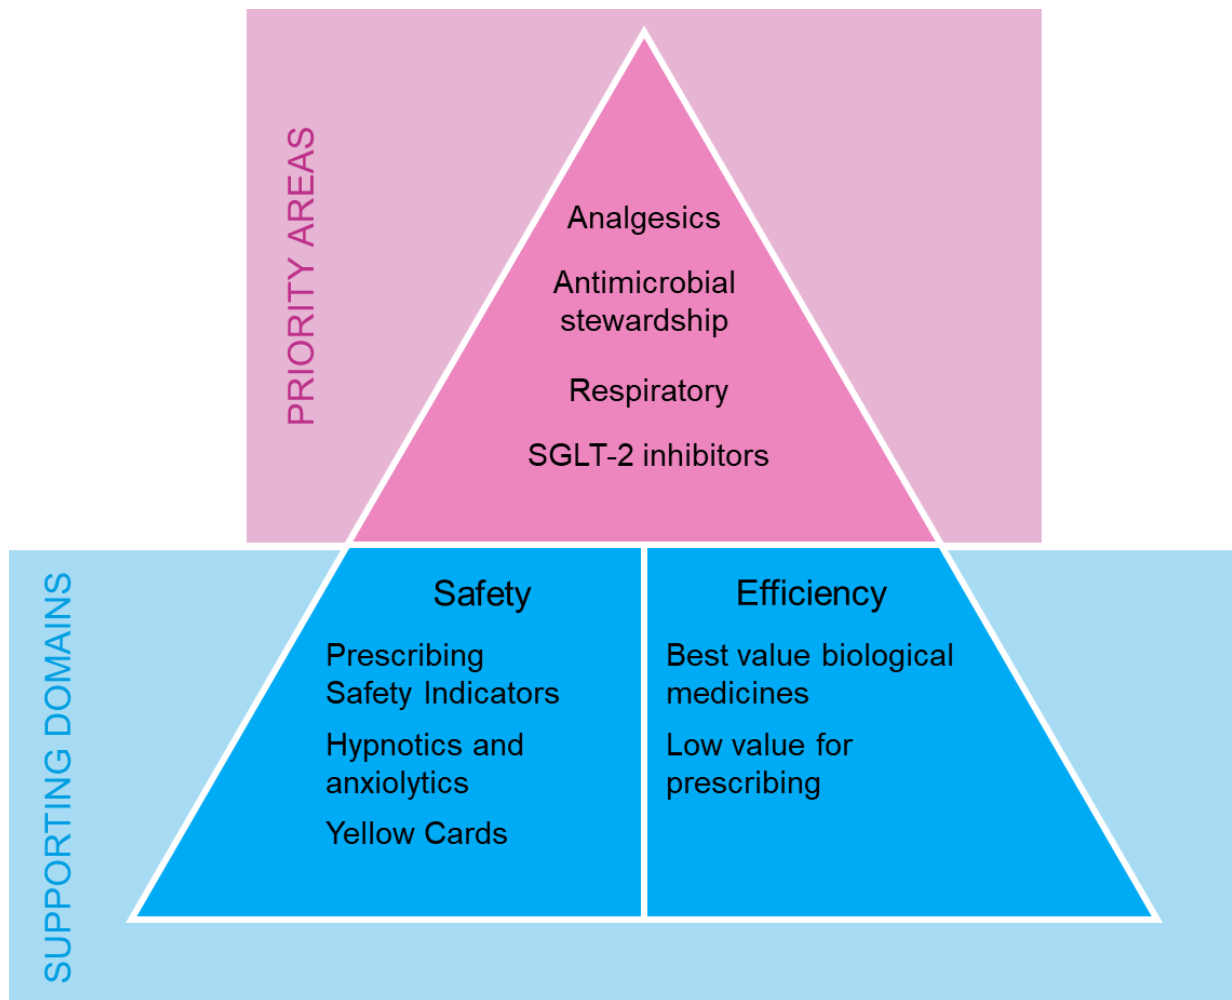 PRIORITY AREAS
Analgesics
Antimicrobial
stewardship
Respiratory
SGLT-2 inhibitors
SUPPORTING DOMAINS
Safety
Prescribing
Safety Indicators
Hypnotics and
anxiolytics
Yellow Cards
Efficiency
Best value biological
medicines
Low value for
prescribing